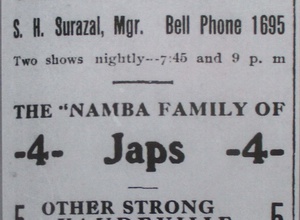 S. H. Surazal, Mgr. Bell Phone 1695
Two shows nightly--7:45 and 9 p. m
THE "NAMBA FAMILY OF
-4- Japs -4-
5 OTHER STRONG 5
VAUDEVILLE